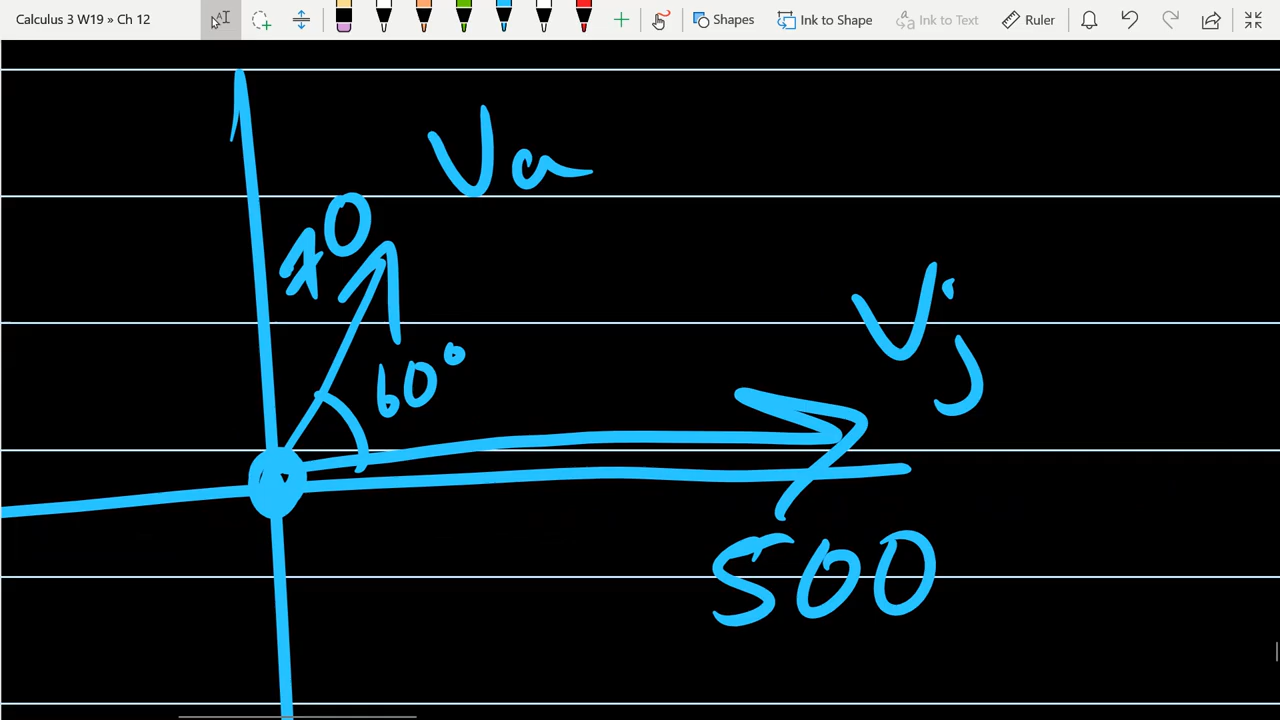 Calculus 3 W19 » Ch 12
Shapes
Ink to Shape
Ink to Text
Ruler
Va
70
Vj
60°
500